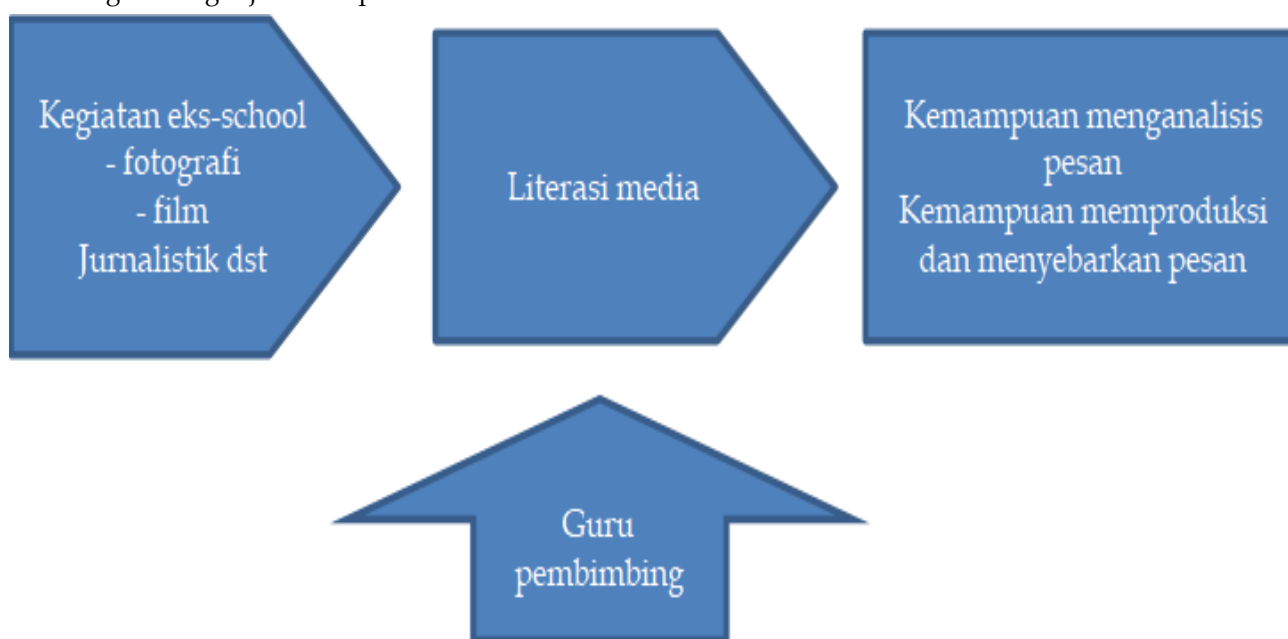 Kegiatan eks-school
- fotografi
- film
Jurnalistik dst
Literasi media
Kemampuan menganalisis
pesan
Kemampuan memproduksi
dan menyebarkan pesan
Guru
pembimbing